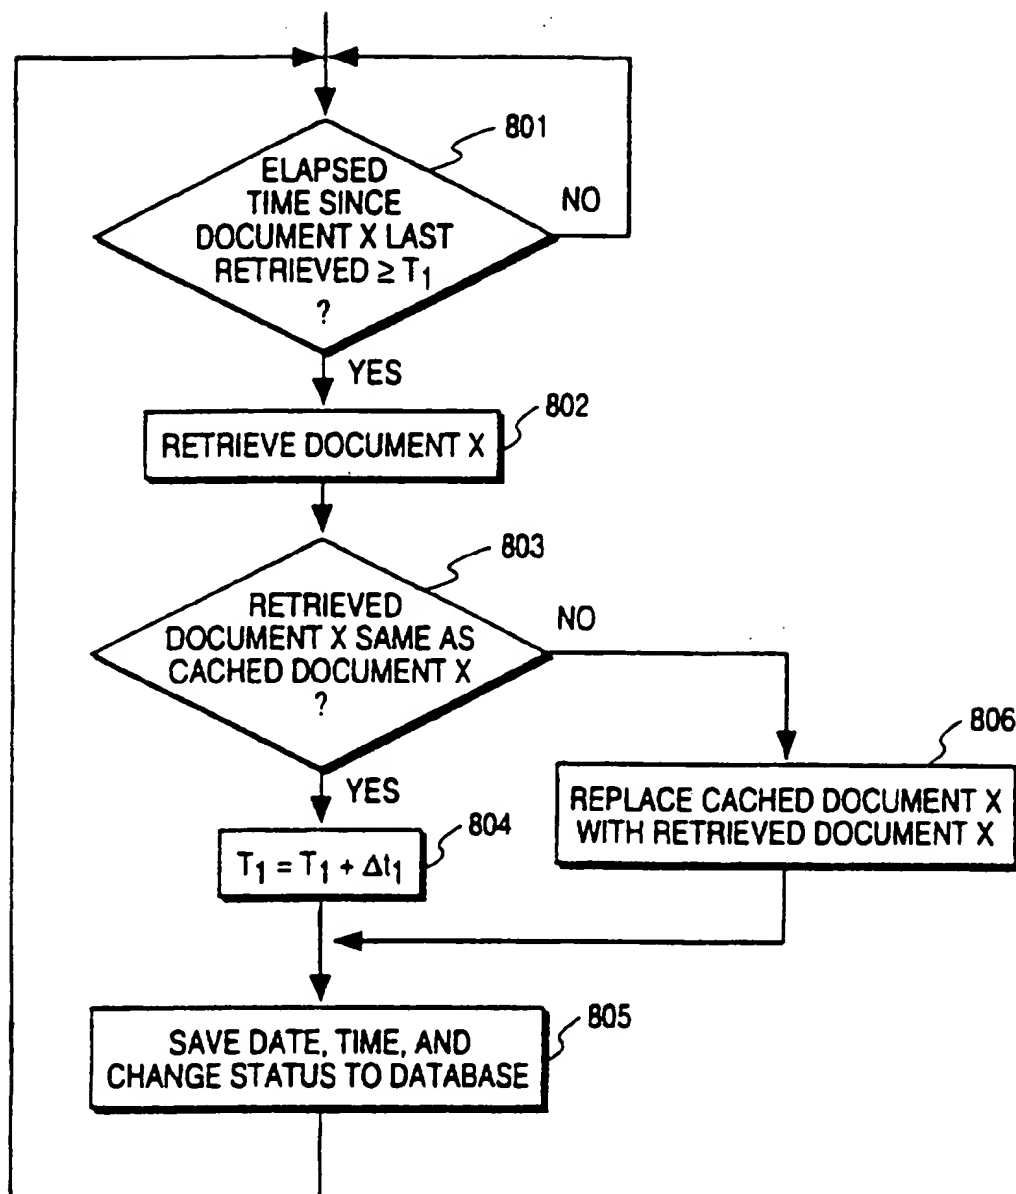 801
ELAPSED
TIME SINCE
DOCUMENT X LAST
RETRIEVED ≥ T₁
?
NO
YES
802
RETRIEVE DOCUMENT X
803
RETRIEVED
DOCUMENT X SAME AS
CACHED DOCUMENT X
?
NO
YES
806
REPLACE CACHED DOCUMENT X
WITH RETRIEVED DOCUMENT X
804
T₁ = T₁ + Δt₁
805
SAVE DATE, TIME, AND
CHANGE STATUS TO DATABASE